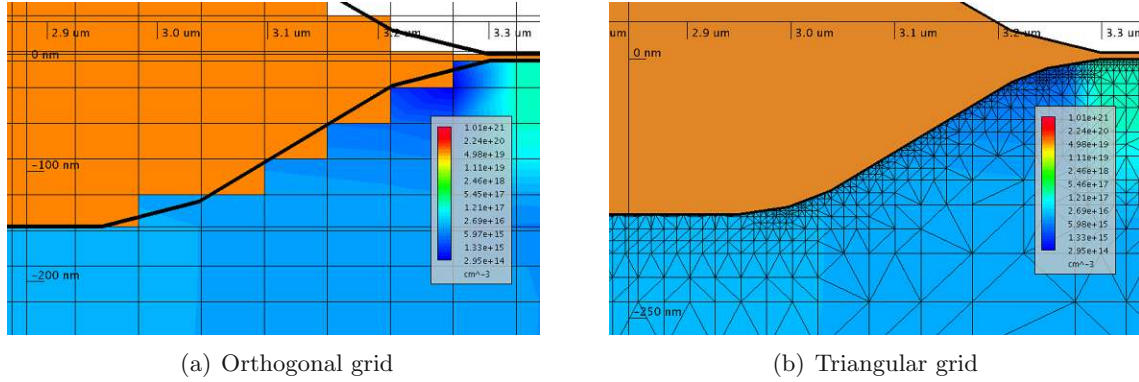 2.9 um 3.0 um 3.1 um 3.2 um 3.3
0 nm
−100 nm
−200 nm
1.01e+21
2.24e+20
4.98e+19
1.11e+19
2.46e+18
5.45e+17
1.21e+17
2.69e+16
5.97e+15
1.33e+15
2.95e+14
cm^-3
(a) Orthogonal grid
2.8 um 2.9 um 3.0 um 3.1 um 3.2 um 3.3
0 nm
−250 nm
1.01e+21
2.24e+20
4.98e+19
1.11e+19
2.46e+18
5.45e+17
1.21e+17
2.69e+16
5.97e+15
1.33e+15
2.95e+14
cm^-3
(b) Triangular grid